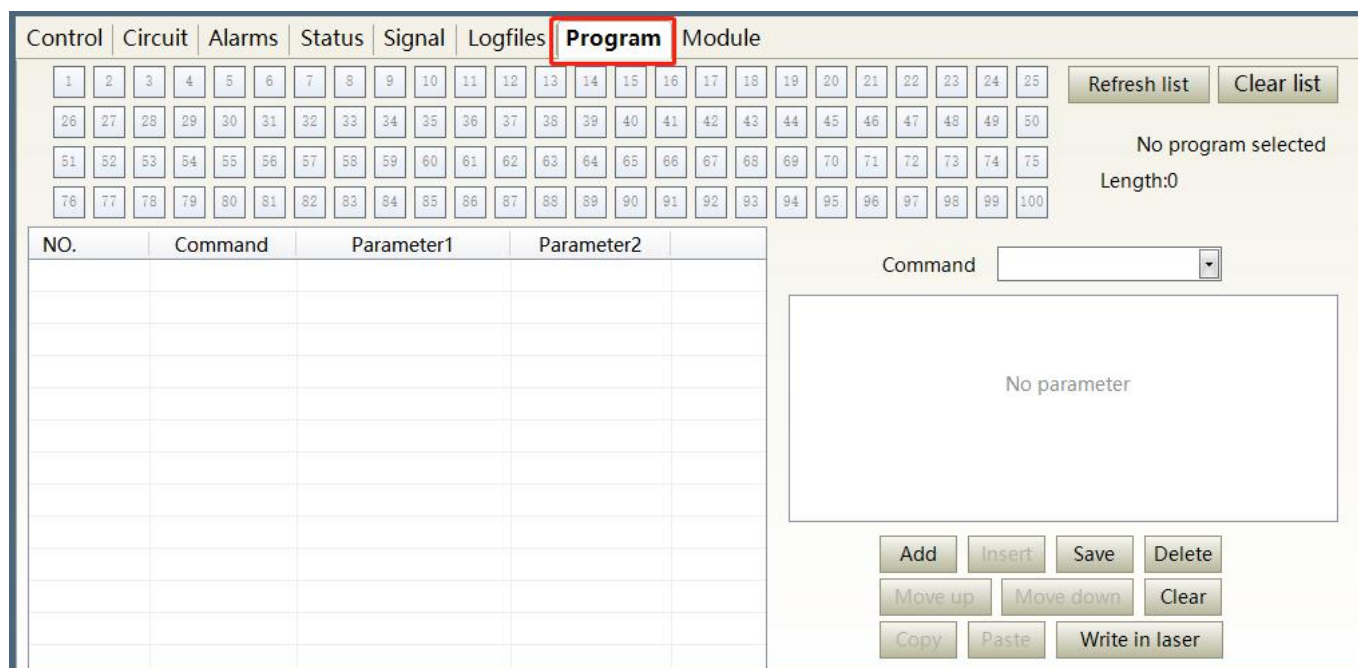 Control Circuit Alarms Status Signal Logfiles Program Module
1 2 3 4 5 6 7 8 9 10 11 12 13 14 15 16 17 18 19 20 21 22 23 24 25
Refresh list Clear list
26 27 28 29 30 31 32 33 34 35 36 37 38 39 40 41 42 43 44 45 46 47 48 49 50
No program selected
51 52 53 54 55 56 57 58 59 60 61 62 63 64 65 66 67 68 69 70 71 72 73 74 75
Length:0
76 77 78 79 80 81 82 83 84 85 86 87 88 89 90 91 92 93 94 95 96 97 98 99 100
NO. Command Parameter1 Parameter2
Command
No parameter
Add Insert Save Delete
Move up Move down Clear
Copy Paste Write in laser